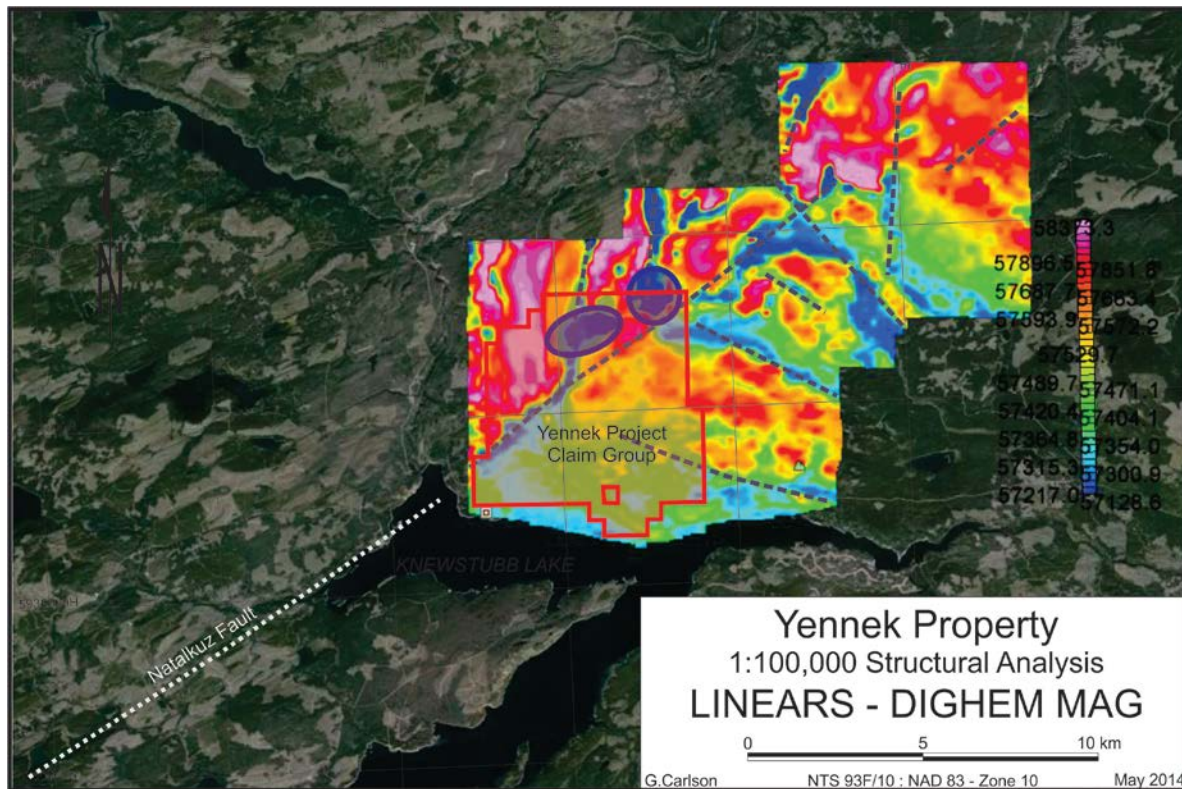 N
58313.3
57896.5
57851.8
57687.7
57663.4
57593.9
57572.2
57529.7
57489.7
57471.1
57420.4
57404.1
57364.8
57354.0
57315.3
57300.9
57217.0
57128.6
Yennek Project
Claim Group
KNEWSTUBB LAKE
Natalkuz Fault
Yennek Property
1:100,000 Structural Analysis
LINEARS - DIGHEM MAG
0 5 10 km
G.Carlson NTS 93F/10 : NAD 83 - Zone 10 May 2014